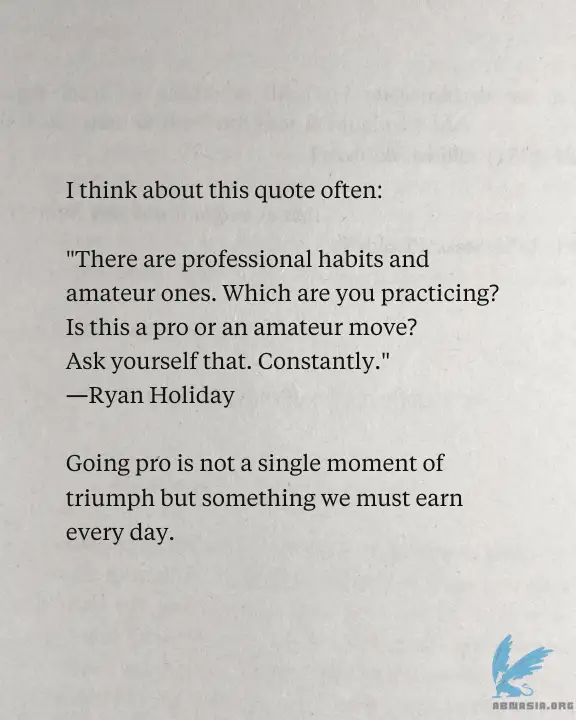 I think about this quote often:
"There are professional habits and
amateur ones. Which are you practicing?
Is this a pro or an amateur move?
Ask yourself that. Constantly."
—Ryan Holiday
Going pro is not a single moment of
triumph but something we must earn
every day.
ABMASIA.ORG